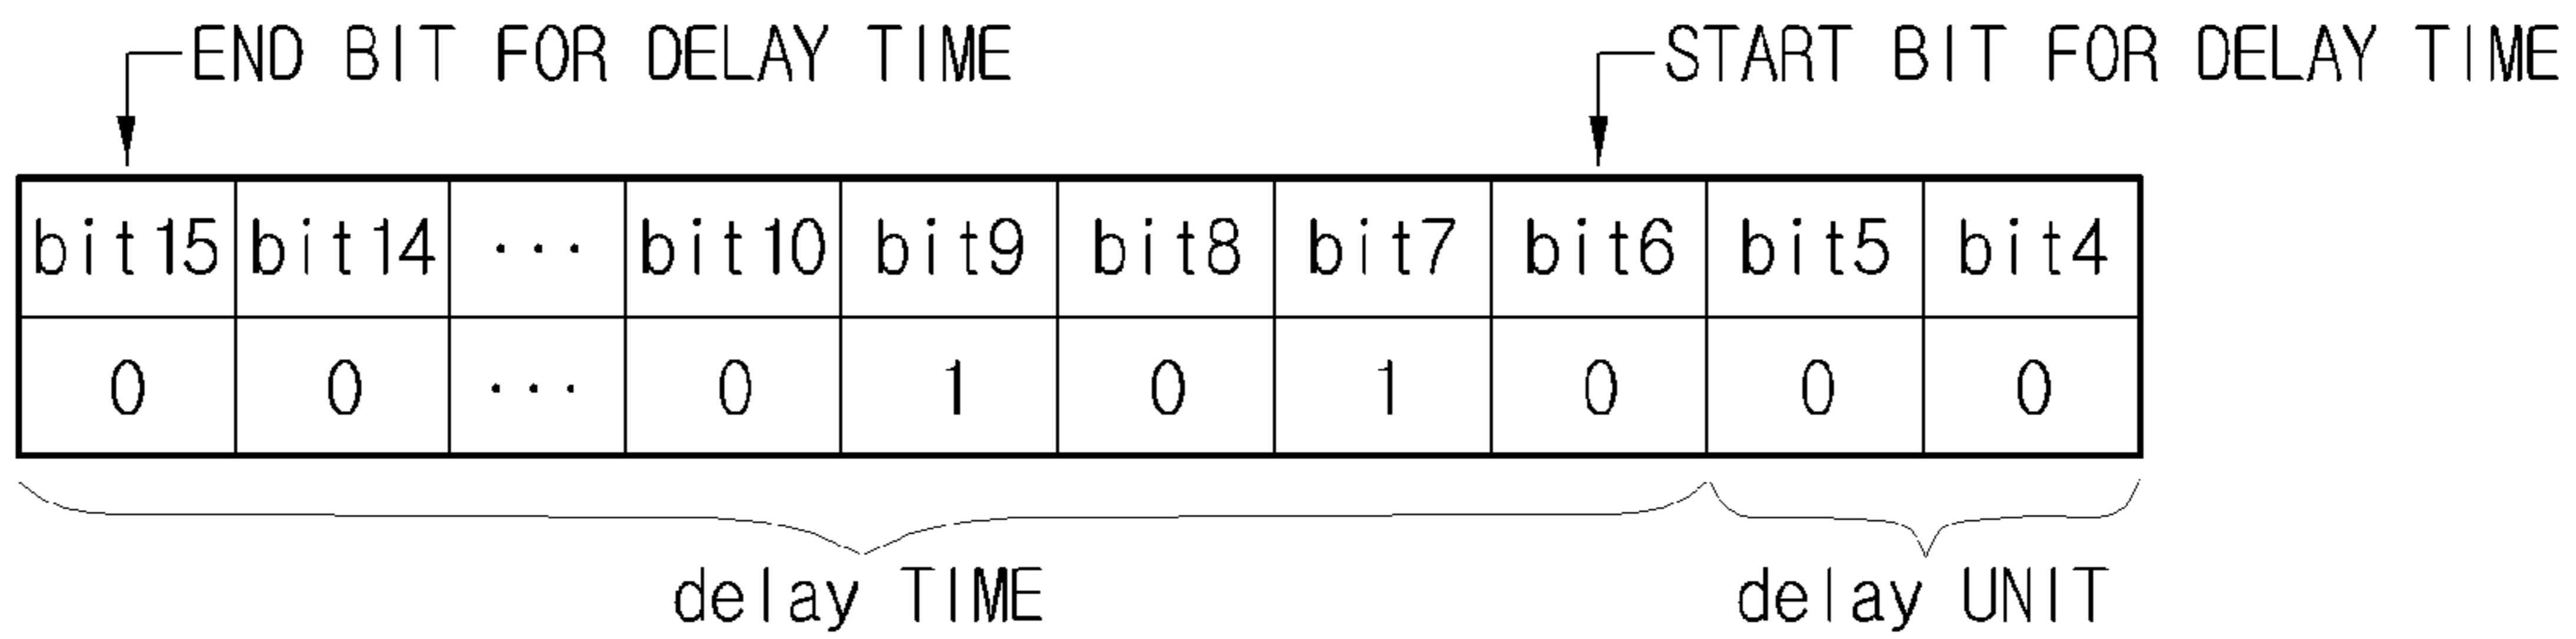 END BIT FOR DELAY TIME START BIT FOR DELAY TIME
bit15 bit14 ... bit10 bit9 bit8 bit7 bit6 bit5 bit4
0 0 ... 0 1 0 1 0 0 0
delay TIME delay UNIT